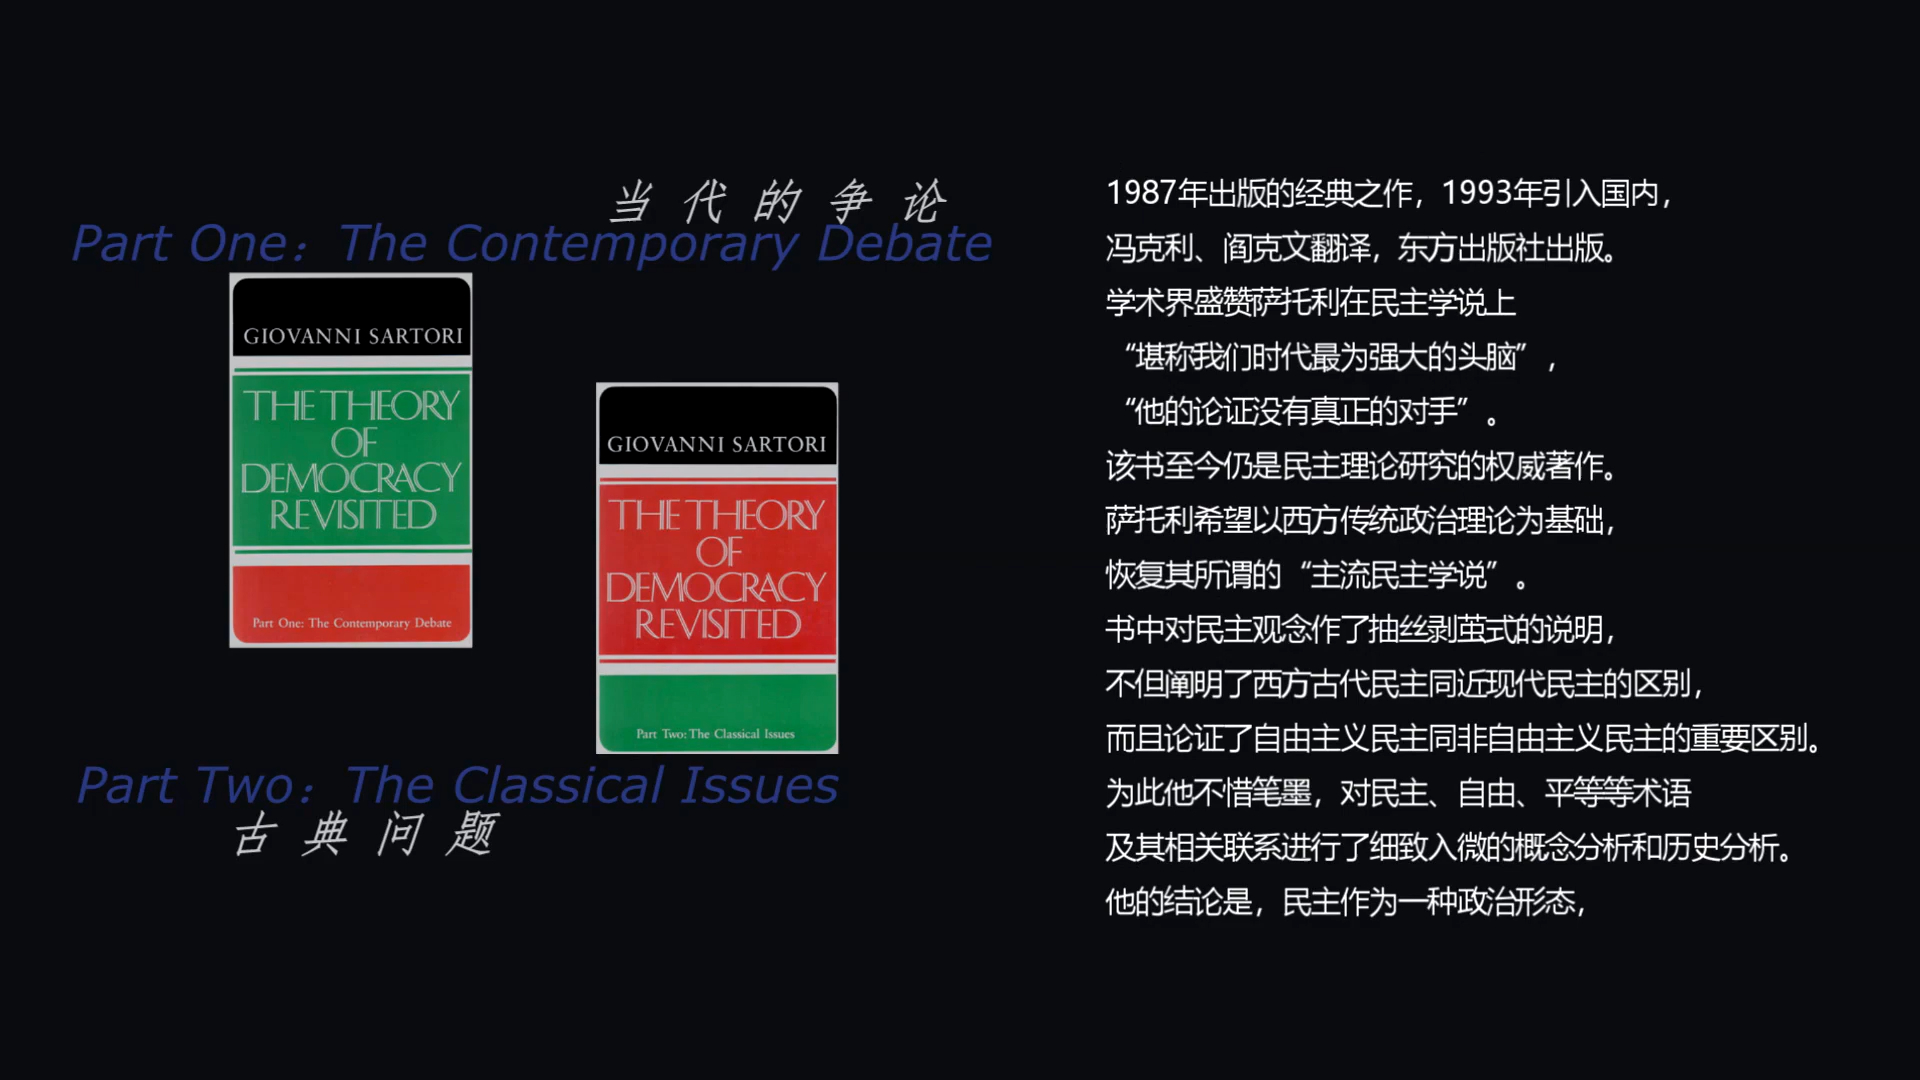 当代的争论
Part One：The Contemporary Debate
GIOVANNI SARTORI
THE THEORY
OF
DEMOCRACY
REVISITED
Part One: The Contemporary Debate
GIOVANNI SARTORI
THE THEORY
OF
DEMOCRACY
REVISITED
Part Two: The Classical Issues
Part Two：The Classical Issues
古典问题
1987年出版的经典之作，1993年引入国内，
冯克利、阎克文翻译，东方出版社出版。
学术界盛赞萨托利在民主学说上
“堪称我们时代最为强大的头脑”，
“他的论证没有真正的对手”。
该书至今仍是民主理论研究的权威著作。
萨托利希望以西方传统政治理论为基础，
恢复其所谓的“主流民主学说”。
书中对民主观念作了抽丝剥茧式的说明，
不但阐明了西方古代民主同近现代民主的区别，
而且论证了自由主义民主同非自由主义民主的重要区别。
为此他不惜笔墨，对民主、自由、平等等术语
及其相关联系进行了细致入微的概念分析和历史分析。
他的结论是，民主作为一种政治形态，